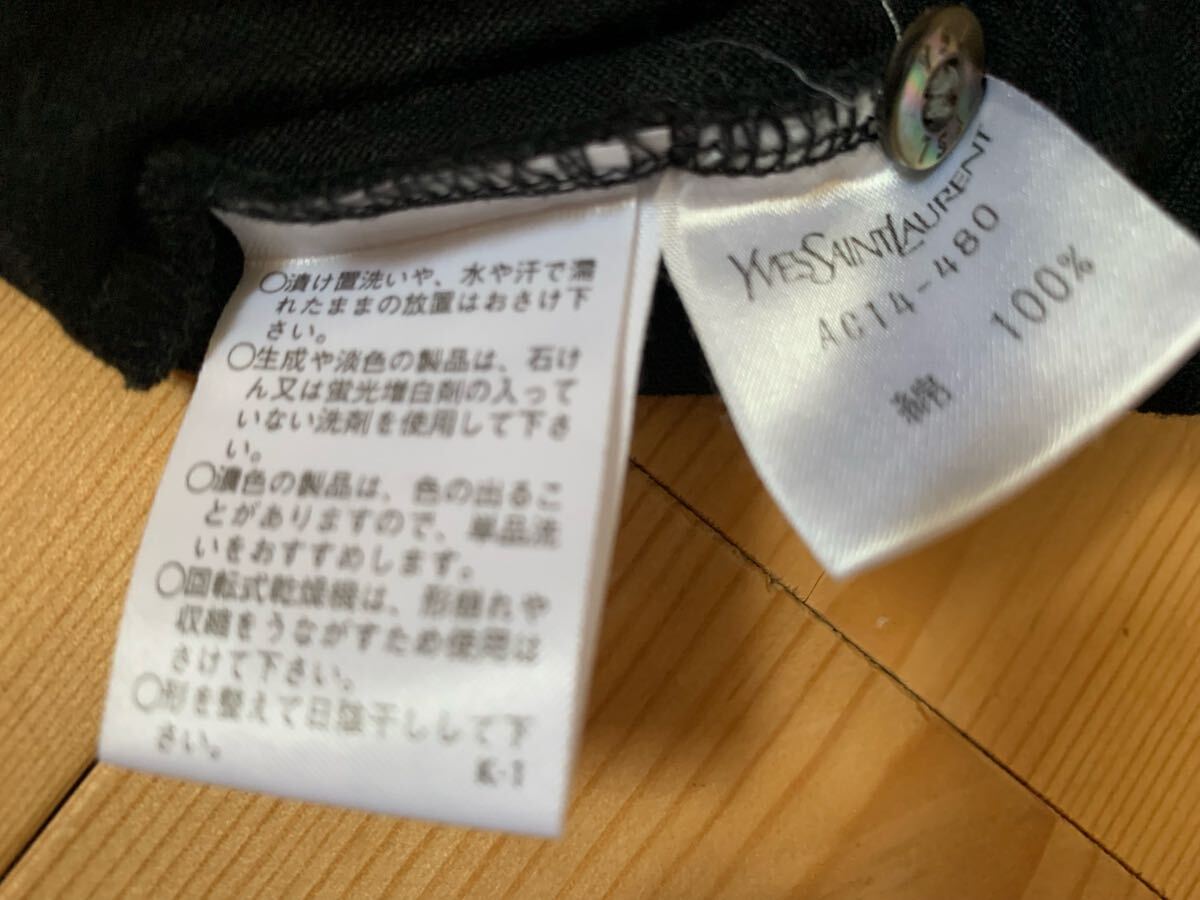 ○漬け置洗いや、水や汗で濡
れたままの放置はおさけ下
さい。
○生成や淡色の製品は、石け
ん又は蛍光増白剤の入って
いない洗剤を使用して下さ
い。
○濃色の製品は、色の出るこ
とがありますので、単品洗
いをおすすめします。
○回転式乾燥機は、形崩れや
収縮をうながすため使用は
さけて下さい。
○形を整えて日陰干しして下
さい。
K-1
YVESSAINTLAURENT
AC14-480
綿 100%